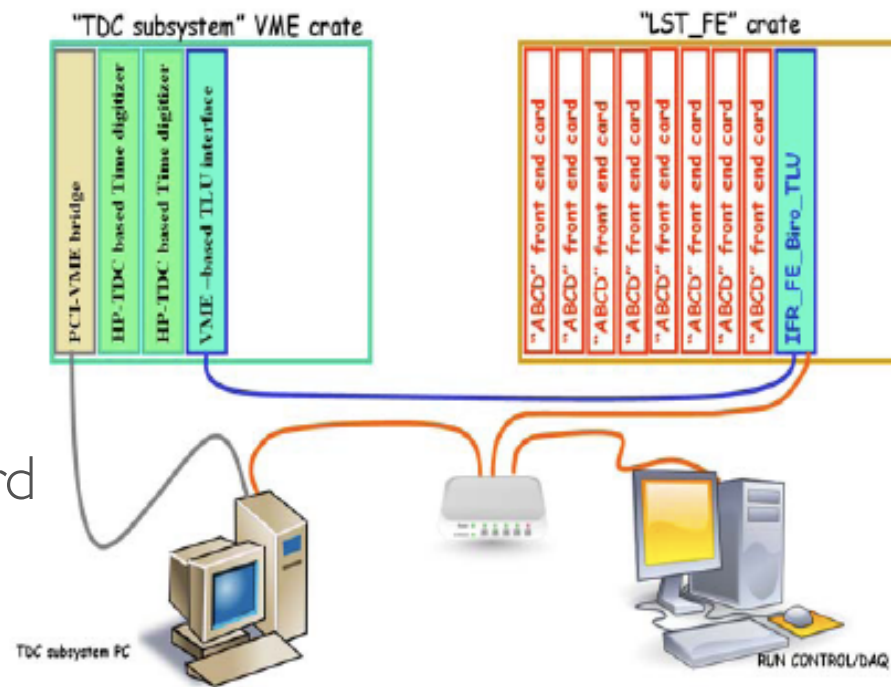 "TDC subsystem" VME crate
"LST_FE" crate
PCI-VME bridge
HP-TDC based Time digitizer
HP-TDC based Time digitizer
VME –based TLU interface
"ABCD" front end card
"ABCD" front end card
"ABCD" front end card
"ABCD" front end card
"ABCD" front end card
"ABCD" front end card
"ABCD" front end card
"ABCD" front end card
IFR_FE_Biro_TLU
rd
TDC subsystem PC
RUN CONTROL/DAQ